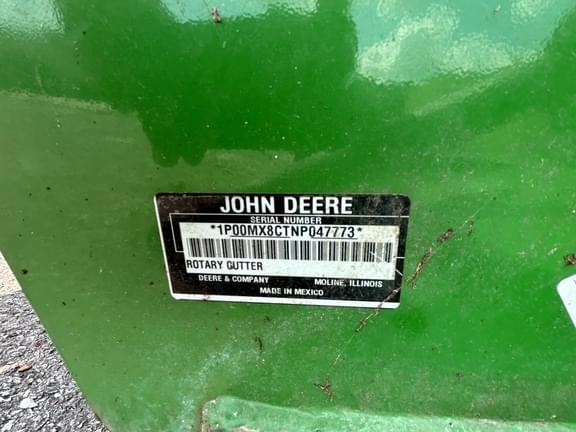 JOHN DEERE
SERIAL NUMBER
*1P00MX8CTNP047773*
ROTARY CUTTER
DEERE & COMPANY MOLINE, ILLINOIS
MADE IN MEXICO